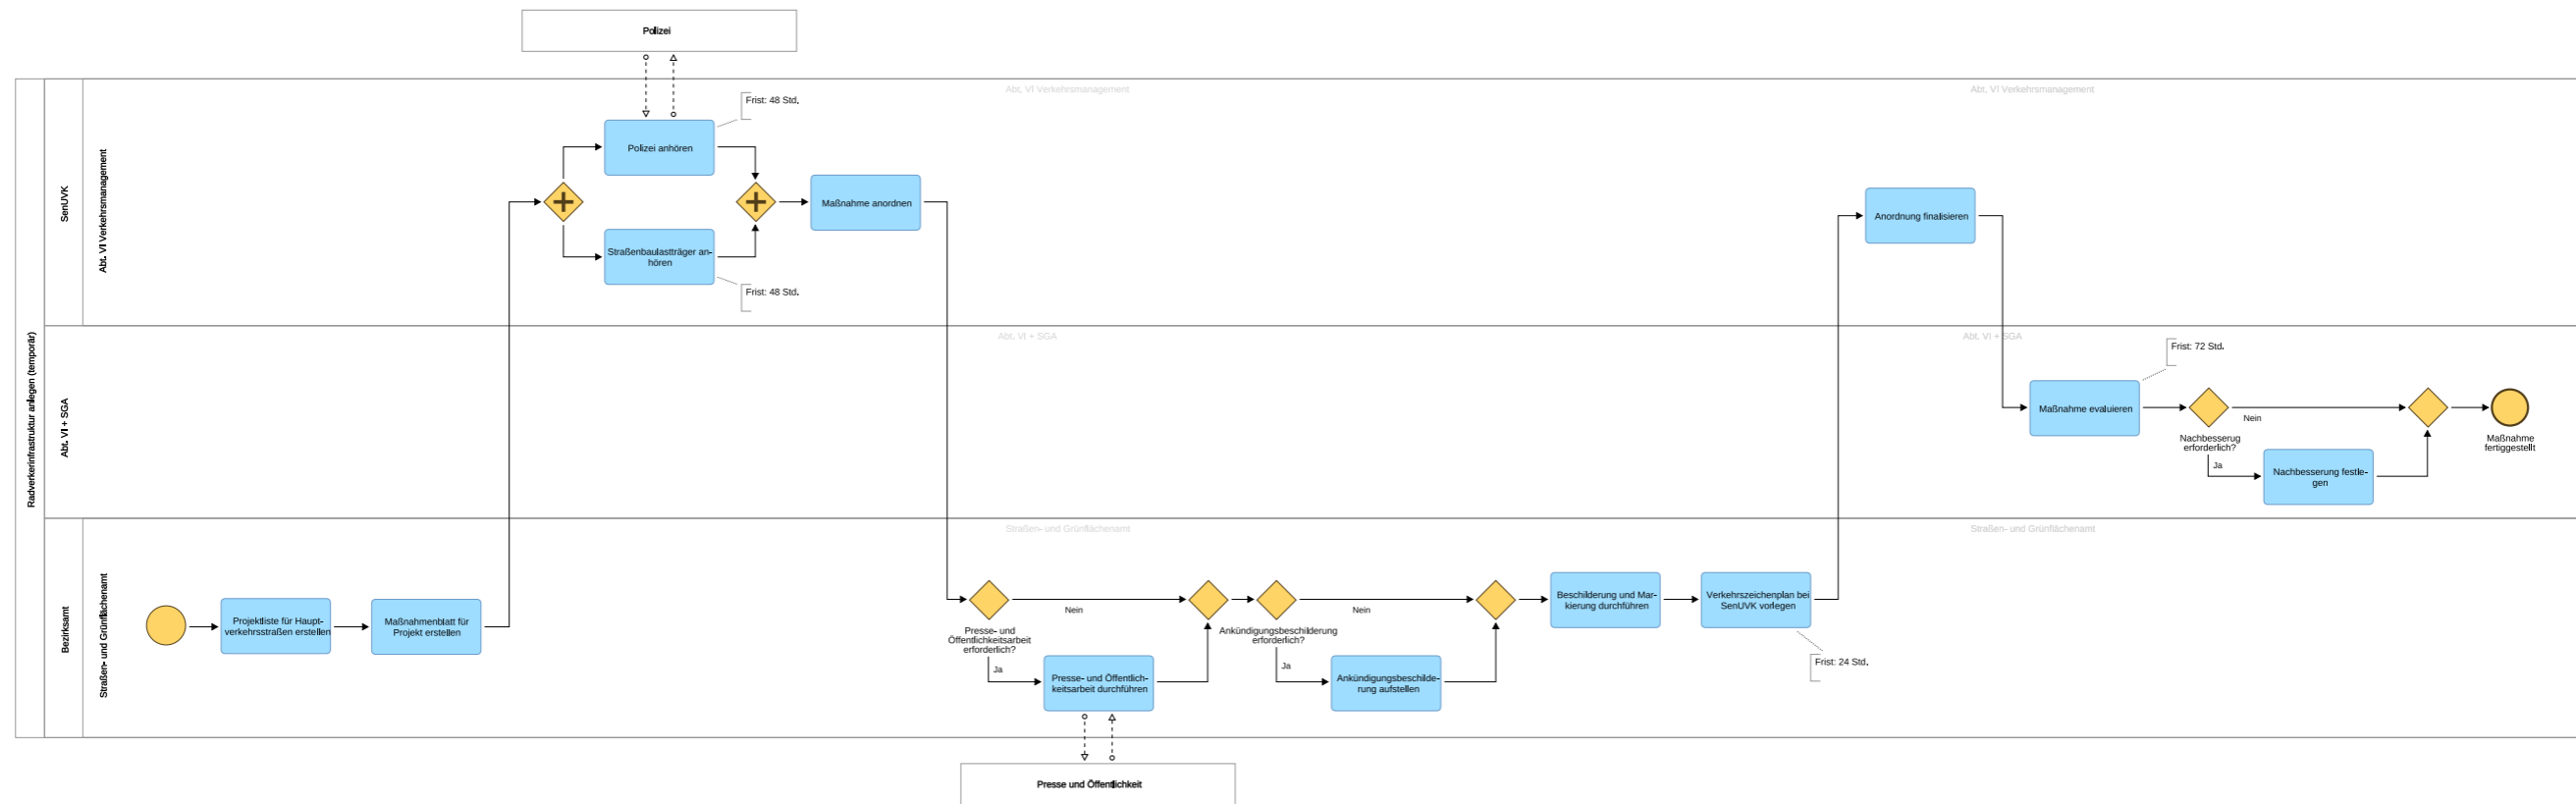 Polizei
Radverkerinfrastruktur anlegen (temporär)
SenUVK
Abt. VI Verkehrsmanagement
Abt. VI Verkehrsmanagement
Abt. VI Verkehrsmanagement
Frist: 48 Std.
Polizei anhören
Maßnahme anordnen
Straßenbaulastträger an-
hören
Frist: 48 Std.
Anordnung finalisieren
Abt. VI + SGA
Abt. VI + SGA
Abt. VI + SGA
Frist: 72 Std.
Maßnahme evaluieren
Nein
Nachbesserug
erforderlich?
Ja
Nachbesserung festle-
gen
Maßnahme
fertiggestellt
Bezirksamt
Straßen- und Grünflächenamt
Straßen- und Grünflächenamt
Straßen- und Grünflächenamt
Projektliste für Haupt-
verkehrsstraßen erstellen
Maßnahmenblatt für
Projekt erstellen
Nein
Presse- und
Öffentlichkeitsarbeit
erforderlich?
Ja
Presse- und Öffentlich-
keitsarbeit durchführen
Nein
Ankündigungsbeschilderung
erforderlich?
Ja
Ankündigungsbeschilde-
rung aufstellen
Beschilderung und Mar-
kierung durchführen
Verkehrszeichenplan bei
SenUVK vorlegen
Frist: 24 Std.
Presse und Öffentlichkeit